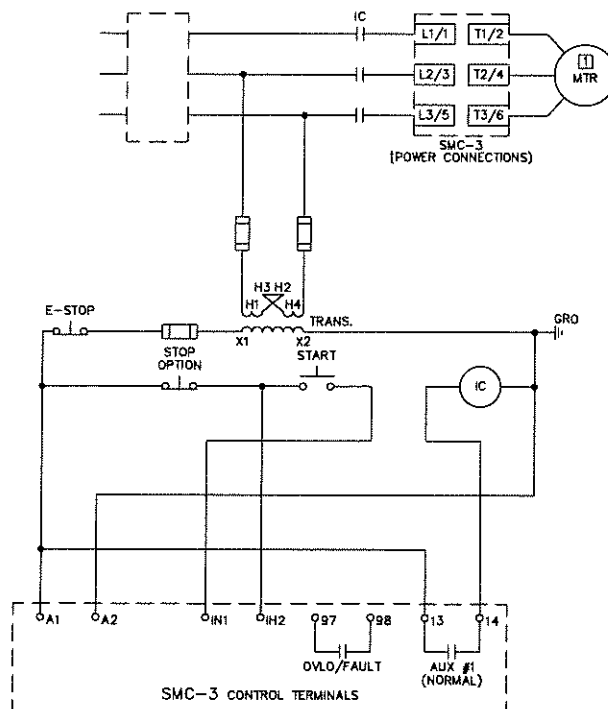 IC
L1/1 T1/2
L2/3 T2/4
L3/5 T3/6
1
MTR
SMC-3
(POWER CONNECTIONS)
H3 H2
H1 H4
TRANS.
E-STOP
X1 X2
GRD
STOP
OPTION
START
IC
A1 A2 IN1 IH2 97 98 13 14
OVLO/FAULT
AUX #1
(NORMAL)
SMC-3 CONTROL TERMINALS